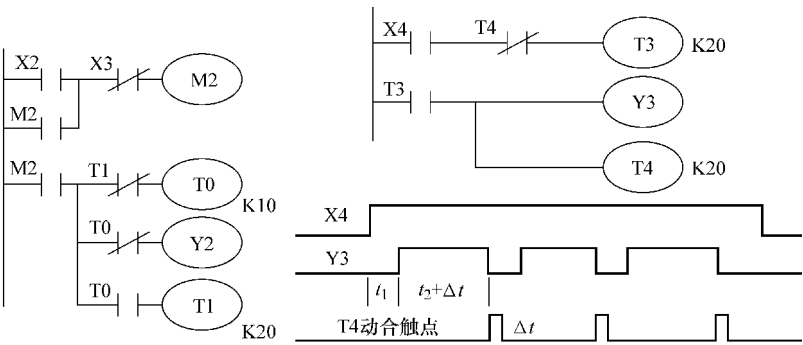 X2 X3 M2
M2
M2 T1 T0 K10
T0 Y2
T0 T1 K20
X4 T4 T3 K20
T3 Y3
T4 K20
X4
Y3
t1 t2+Δt
T4动合触点 Δt